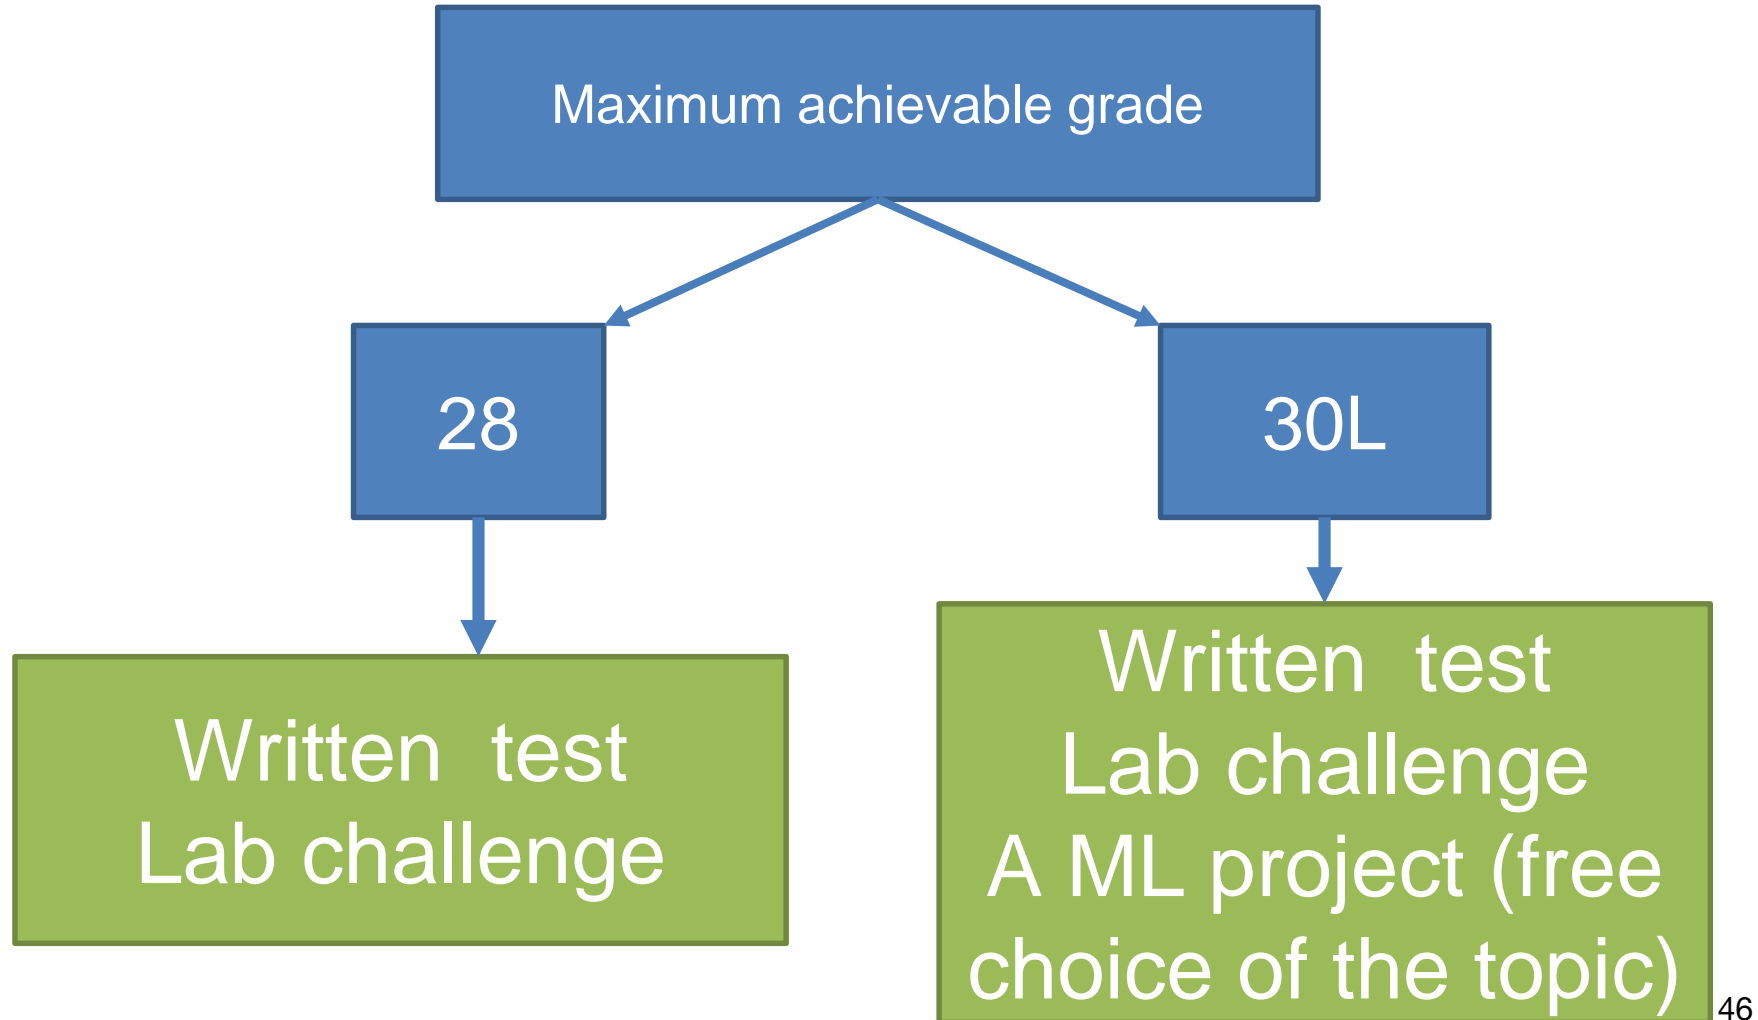 Maximum achievable grade
28
30L
Written  test
Lab challenge
Written  test
Lab challenge
A ML project (free
choice of the topic)
46